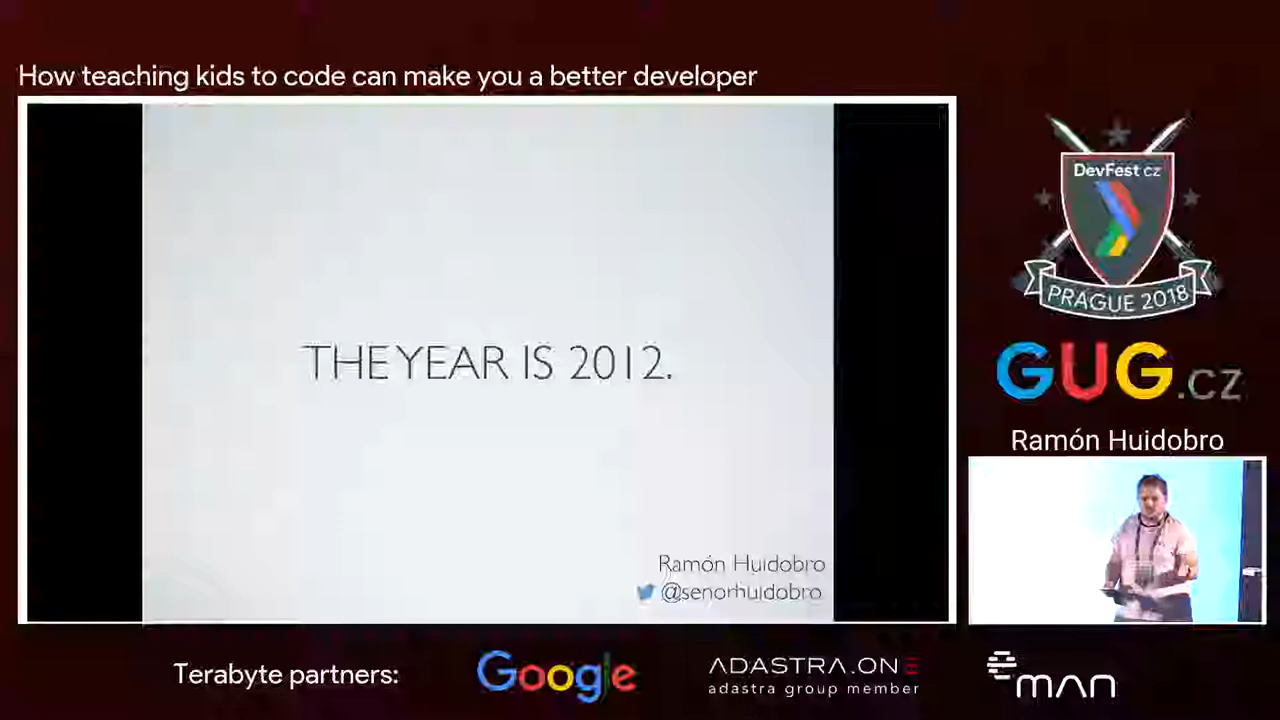 How teaching kids to code can make you a better developer
THE YEAR IS 2012.
Ramón Huidobro
@senorhuidobro
DevFest cz
PRAGUE 2018
GUG.cz
Ramón Huidobro
Terabyte partners:
Google
ADASTRA.ONE
adastra group member
eman